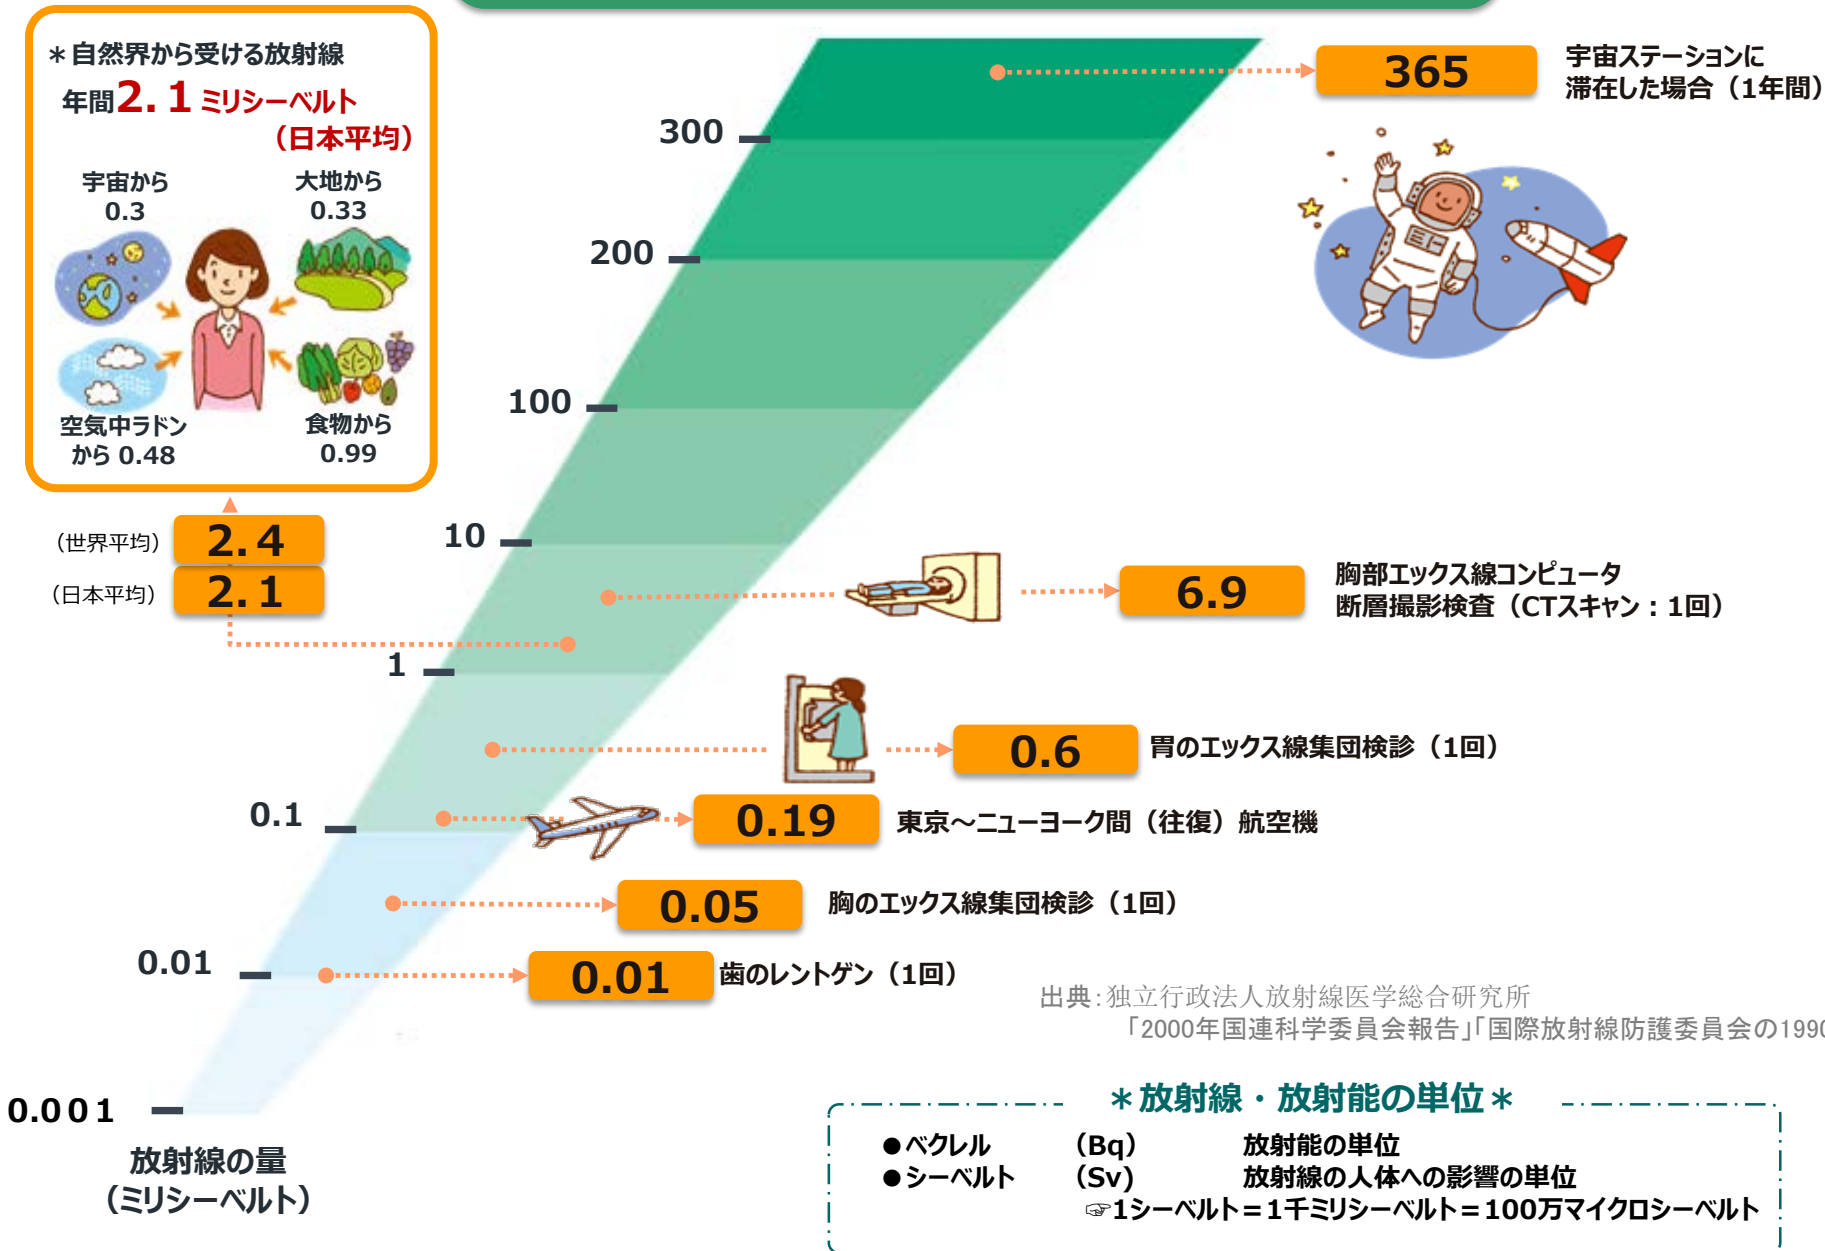 ＊自然界から受ける放射線
年間2.1ミリシーベルト
（日本平均）
宇宙から
0.3
大地から
0.33
空気中ラドン
から 0.48
食物から
0.99
（世界平均）
2.4
（日本平均）
2.1
300
200
100
10
1
0.1
0.01
0.001
放射線の量
（ミリシーベルト）
365
宇宙ステーションに
滞在した場合（1年間）
6.9
胸部エックス線コンピュータ
断層撮影検査（CTスキャン：1回）
0.6
胃のエックス線集団検診（1回）
0.19
東京～ニューヨーク間（往復）航空機
0.05
胸のエックス線集団検診（1回）
0.01
歯のレントゲン（1回）
出典：独立行政法人放射線医学総合研究所
「2000年国連科学委員会報告」「国際放射線防護委員会の1990
＊放射線・放射能の単位＊
●ベクレル （Bq） 放射能の単位
●シーベルト （Sv） 放射線の人体への影響の単位
☞1シーベルト＝1千ミリシーベルト＝100万マイクロシーベルト